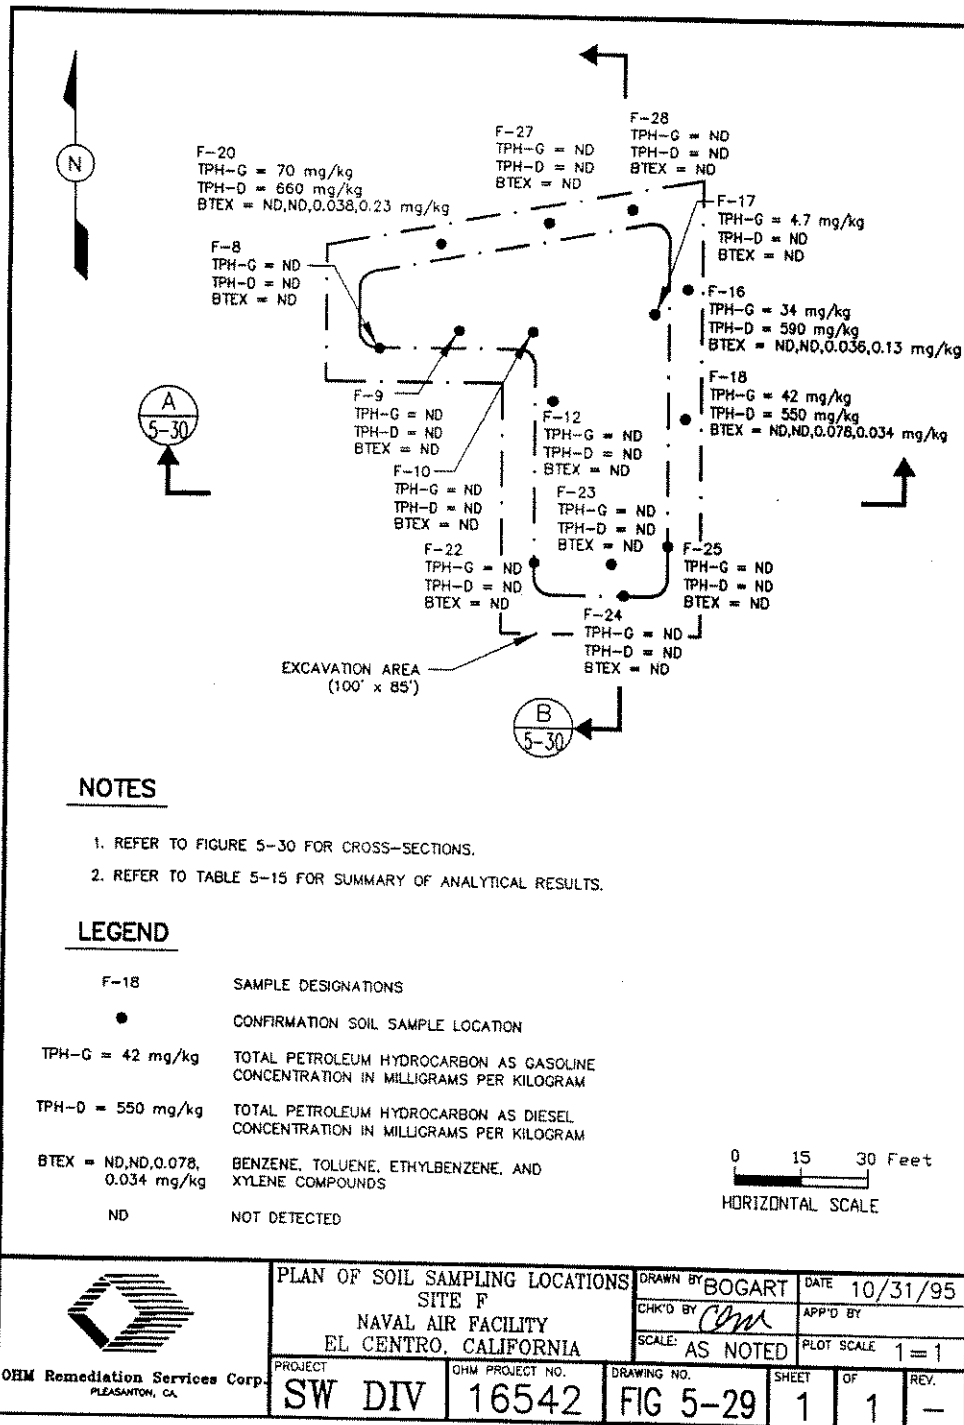 N
F-20
TPH-G = 70 mg/kg
TPH-D = 660 mg/kg
BTEX = ND,ND,0.038,0.23 mg/kg
F-27
TPH-G = ND
TPH-D = ND
BTEX = ND
F-28
TPH-G = ND
TPH-D = ND
BTEX = ND
F-17
TPH-G = 4.7 mg/kg
TPH-D = ND
BTEX = ND
F-8
TPH-G = ND
TPH-D = ND
BTEX = ND
F-16
TPH-G = 34 mg/kg
TPH-D = 590 mg/kg
BTEX = ND,ND,0.036,0.13 mg/kg
F-18
TPH-G = 42 mg/kg
TPH-D = 550 mg/kg
BTEX = ND,ND,0.078,0.034 mg/kg
A
5-30
F-9
TPH-G = ND
TPH-D = ND
BTEX = ND
F-12
TPH-G = ND
TPH-D = ND
BTEX = ND
F-10
TPH-G = ND
TPH-D = ND
BTEX = ND
F-23
TPH-G = ND
TPH-D = ND
BTEX = ND
F-22
TPH-G = ND
TPH-D = ND
BTEX = ND
F-25
TPH-G = ND
TPH-D = ND
BTEX = ND
F-24
TPH-G = ND
TPH-D = ND
BTEX = ND
EXCAVATION AREA
(100' x 85')
B
5-30
NOTES
1. REFER TO FIGURE 5-30 FOR CROSS-SECTIONS.
2. REFER TO TABLE 5-15 FOR SUMMARY OF ANALYTICAL RESULTS.
LEGEND
F-18 SAMPLE DESIGNATIONS
CONFIRMATION SOIL SAMPLE LOCATION
TPH-G = 42 mg/kg TOTAL PETROLEUM HYDROCARBON AS GASOLINE
CONCENTRATION IN MILLIGRAMS PER KILOGRAM
TPH-D = 550 mg/kg TOTAL PETROLEUM HYDROCARBON AS DIESEL
CONCENTRATION IN MILLIGRAMS PER KILOGRAM
BTEX = ND,ND,0.078, BENZENE, TOLUENE, ETHYLBENZENE, AND
0.034 mg/kg XYLENE COMPOUNDS
ND NOT DETECTED
0 15 30 Feet
HORIZONTAL SCALE
OHM Remediation Services Corp.
PLEASANTON, CA.
PLAN OF SOIL SAMPLING LOCATIONS
SITE F
NAVAL AIR FACILITY
EL CENTRO, CALIFORNIA
DRAWN BY BOGART
DATE 10/31/95
CHK'D BY
APP'D BY
SCALE: AS NOTED
PLOT SCALE 1=1
PROJECT
SW DIV
OHM PROJECT NO.
16542
DRAWING NO.
FIG 5-29
SHEET
1
OF
1
REV.
-